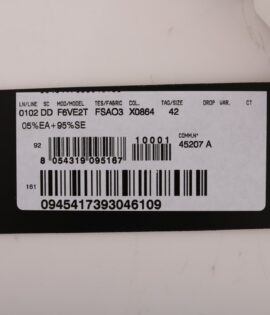 LN/LINE SC MOD/MODEL TES/FABRIC COL. TAG/SIZE DROP VAR. CT
0102 DD F6VE2T FSAO3 X0864 42
05%EA+95%SE
COMM.N°
10001 45207 A
92
8 054319 095167
161
0945417393046109